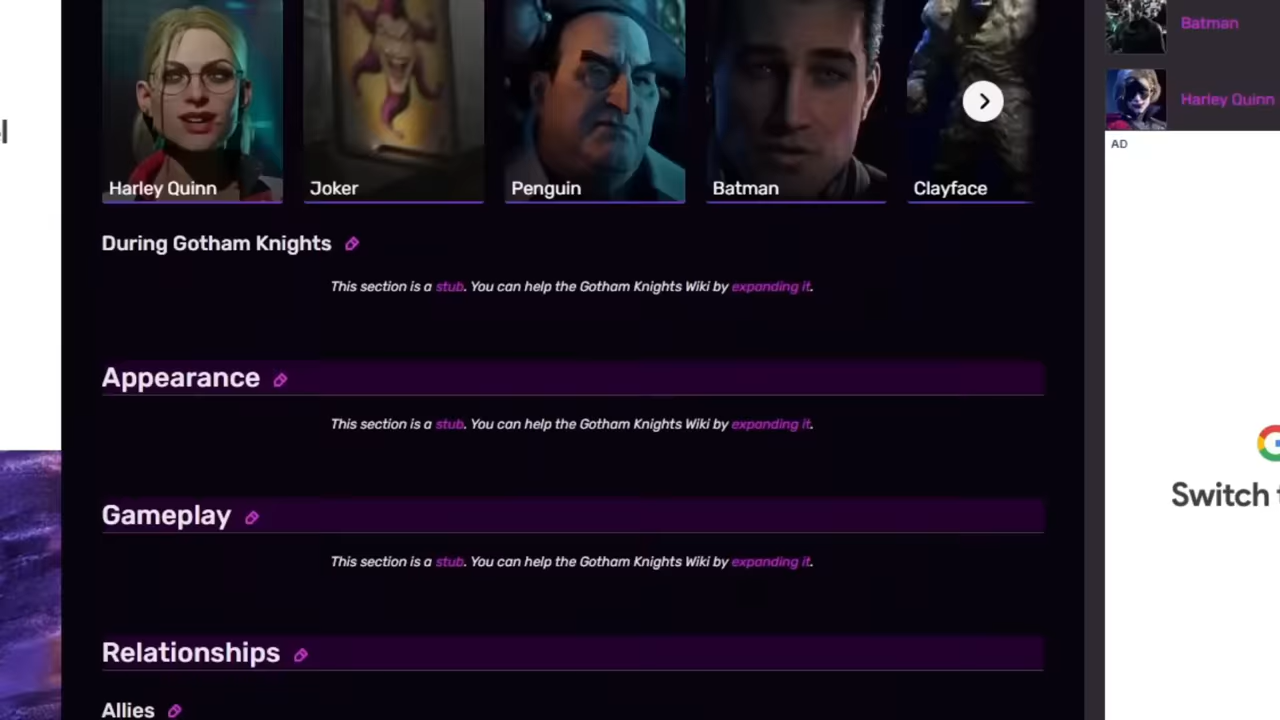 el
Harley Quinn
Joker
Penguin
Batman
Clayface
During Gotham Knights
This section is a stub. You can help the Gotham Knights Wiki by expanding it.
Appearance
This section is a stub. You can help the Gotham Knights Wiki by expanding it.
Gameplay
This section is a stub. You can help the Gotham Knights Wiki by expanding it.
Relationships
Allies
Batman
Harley Quinn
AD
Switch